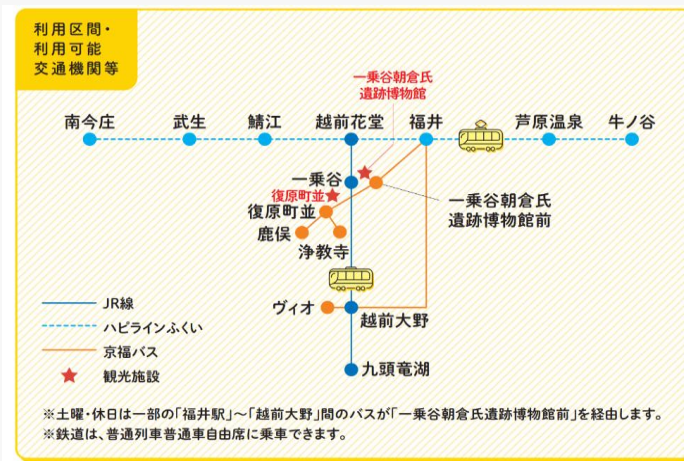 利用区間・
利用可能
交通機関等
一乗谷朝倉氏
遺跡博物館
南今庄
武生
鯖江
越前花堂
福井
芦原温泉
牛ノ谷
一乗谷
復原町並
復原町並
一乗谷朝倉氏
遺跡博物館前
鹿俣
浄教寺
ヴィオ
越前大野
九頭竜湖
JR線
ハピラインふくい
京福バス
観光施設
※土曜・休日は一部の「福井駅」～「越前大野」間のバスが「一乗谷朝倉氏遺跡博物館前」を経由します。
※鉄道は、普通列車普通車自由席に乗車できます。